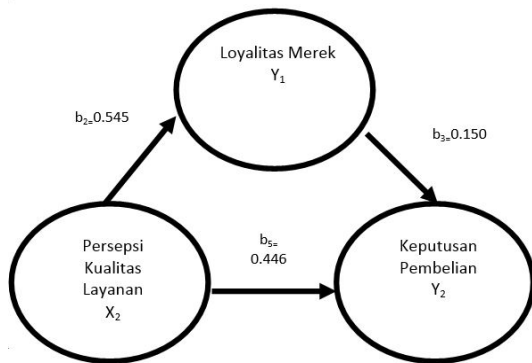 Loyalitas Merek
Y1
b2=0.545
b3=0.150
Persepsi
Kualitas
Layanan
X2
b5=
0.446
Keputusan
Pembelian
Y2